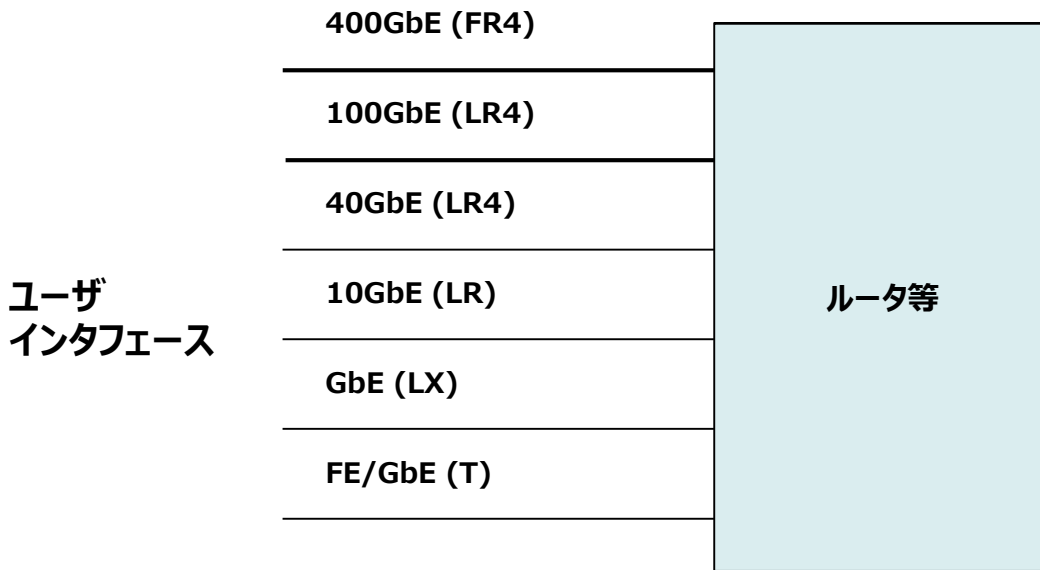 400GbE (FR4)
100GbE (LR4)
40GbE (LR4)
ユーザ
インタフェース
10GbE (LR)
ルータ等
GbE (LX)
FE/GbE (T)